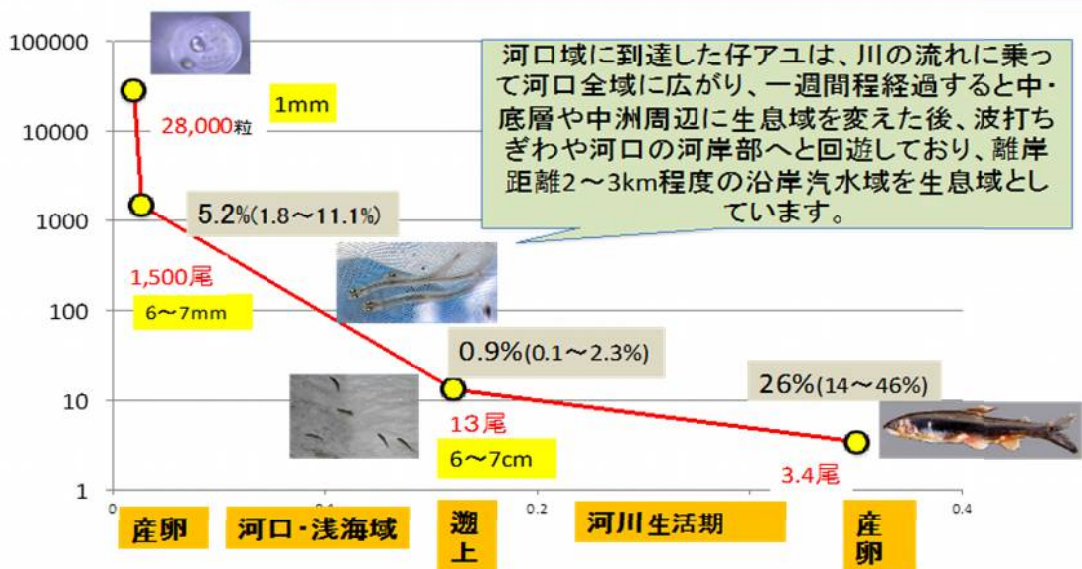 100000
10000
1000
100
10
1
28,000粒
1mm
河口域に到達した仔アユは、川の流れに乗っ
て河口全域に広がり、一週間程経過すると中・
底層や中洲周辺に生息域を変えた後、波打ち
ぎわや河口の河岸部へと回遊しており、離岸
距離2～3km程度の沿岸汽水域を生息域とし
ています。
5.2%(1.8～11.1%)
1,500尾
6～7mm
0.9%(0.1～2.3%)
13尾
6～7cm
26%(14～46%)
3.4尾
0
0.2
0.4
産卵
河口・浅海域
遡
上
河川生活期
産
卵